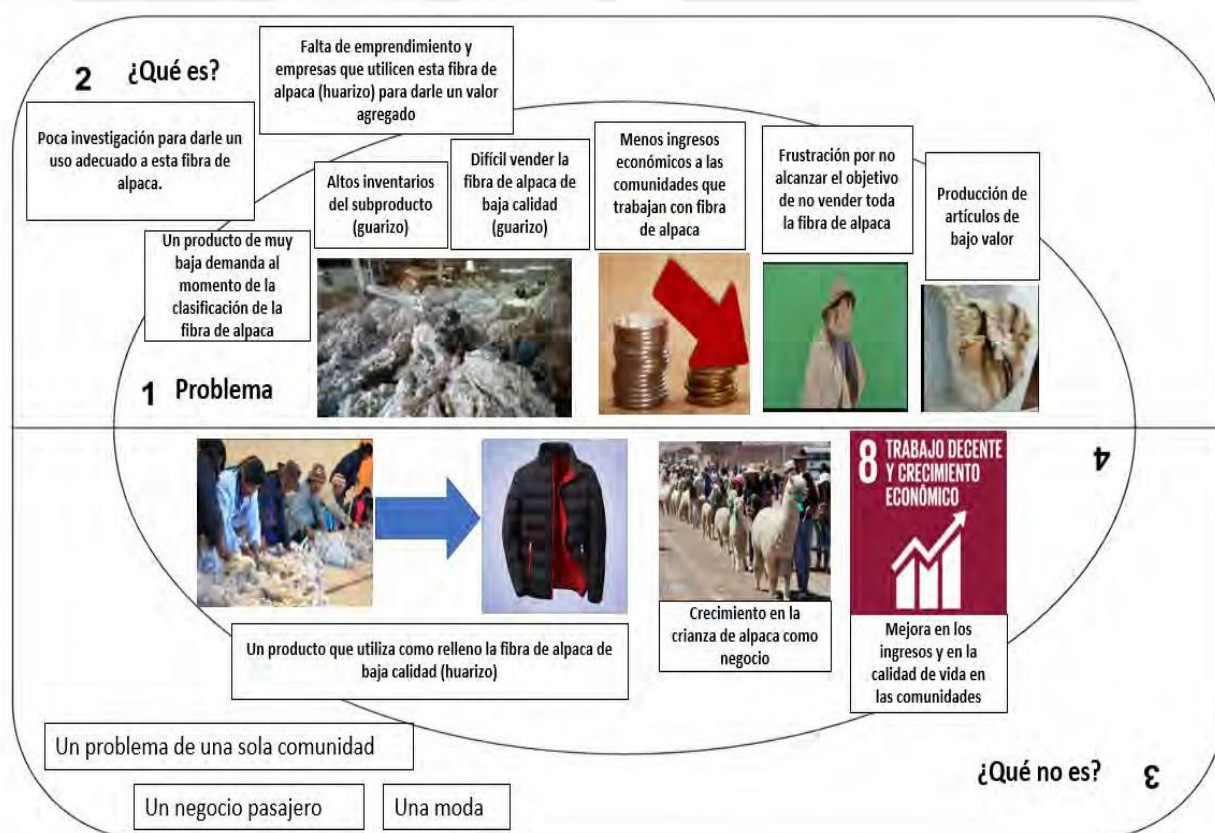 2 ¿Qué es?
Falta de emprendimiento y
empresas que utilicen esta fibra de
alpaca (huarizo) para darle un valor
agregado
Poca investigación para darle un
uso adecuado a esta fibra de
alpaca.
Un producto de muy
baja demanda al
momento de la
clasificación de la
fibra de alpaca
Altos inventarios
del subproducto
(guarizo)
Difícil vender la
fibra de alpaca de
baja calidad
(guarizo)
Menos ingresos
económicos a las
comunidades que
trabajan con fibra
de alpaca
Frustración por no
alcanzar el objetivo
de no vender toda
la fibra de alpaca
Producción de
artículos de
bajo valor
1 Problema
4
8 TRABAJO DECENTE
Y CRECIMIENTO
ECONÓMICO
Un producto que utiliza como relleno la fibra de alpaca de
baja calidad (huarizo)
Crecimiento en la
crianza de alpaca como
negocio
Mejora en los
ingresos y en la
calidad de vida en
las comunidades
Un problema de una sola comunidad
Un negocio pasajero
Una moda
¿Qué no es? 3